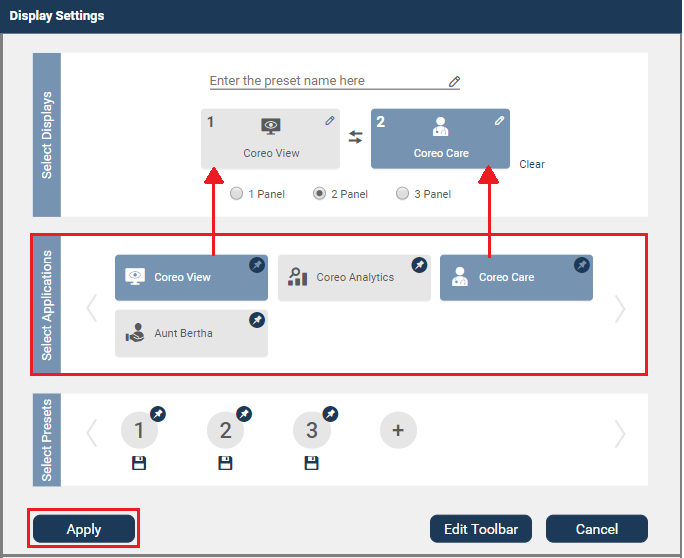 Display Settings
Select Displays
Enter the preset name here
1
Coreo View
2
Coreo Care
Clear
1 Panel
2 Panel
3 Panel
Select Applications
Coreo View
Coreo Analytics
Coreo Care
Aunt Bertha
Select Presets
1
2
3
+
Apply
Edit Toolbar
Cancel